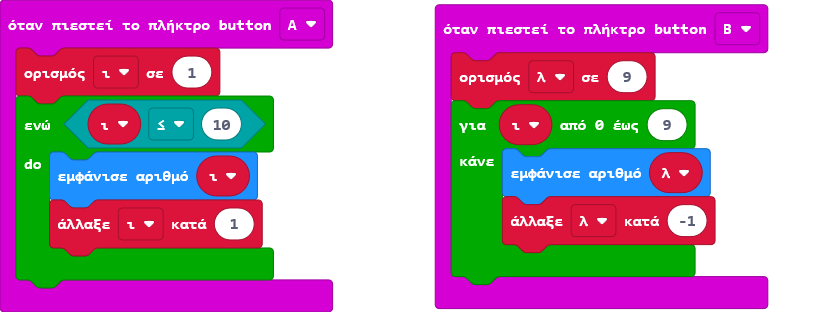 όταν πιεστεί το πλήκτρο button A
ορισμός ι σε 1
ενώ ι ≤ 10
do
εμφάνισε αριθμό ι
άλλαξε ι κατά 1
όταν πιεστεί το πλήκτρο button B
ορισμός λ σε 9
για ι από 0 έως 9
κάνε
εμφάνισε αριθμό λ
άλλαξε λ κατά -1